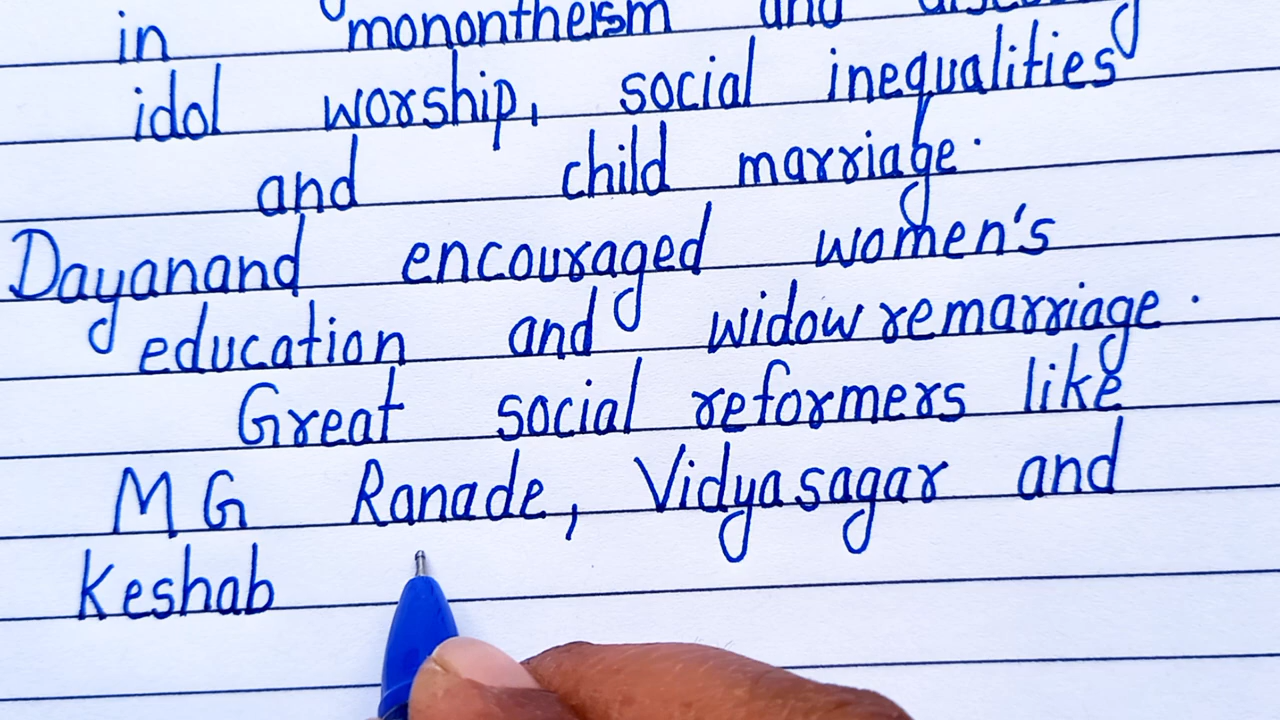 in monontheism and
idol worship, social inequalities
and child marriage.
Dayanand encouraged women's
education and widow remarriage.
Great social reformers like
M G Ranade, Vidyasagar and
Keshab